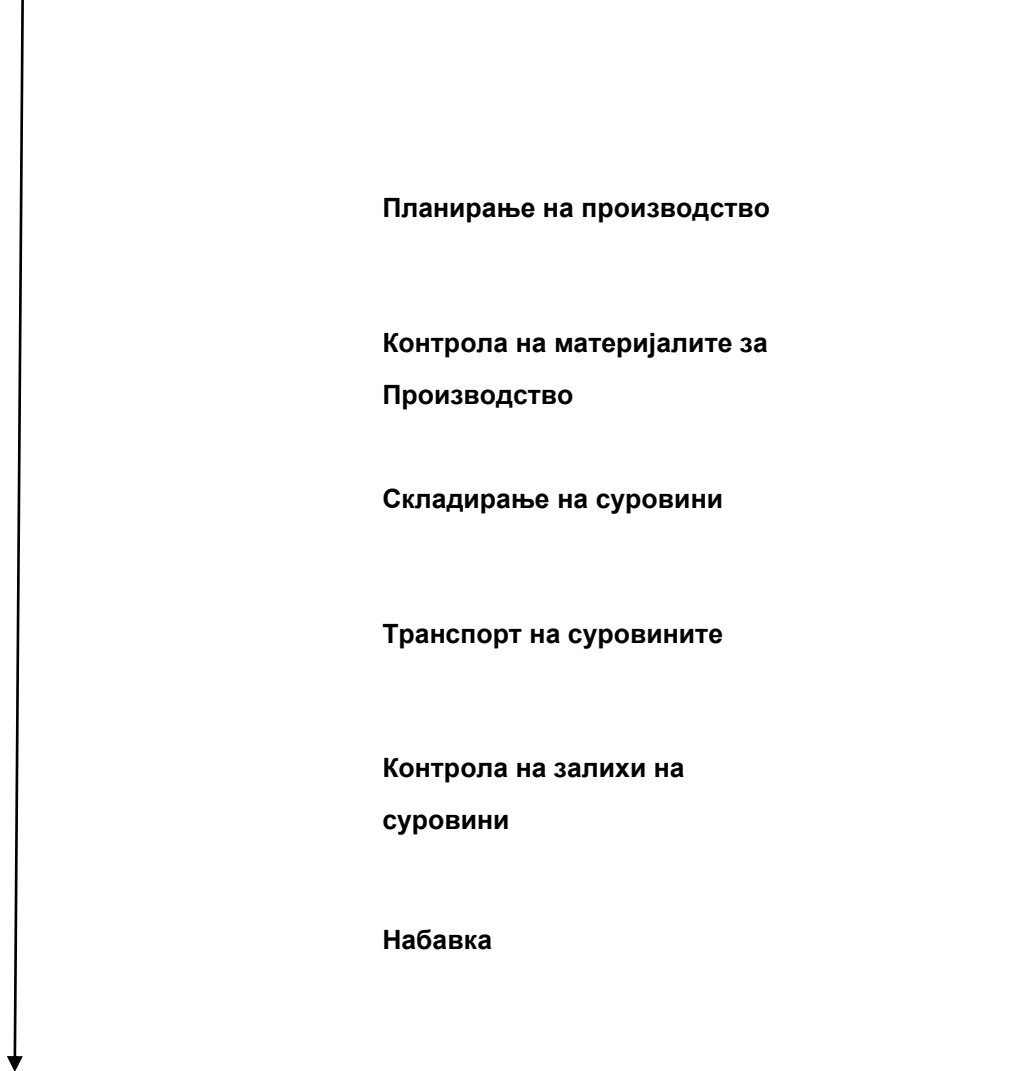 Планирање на производство
Контрола на материјалите за
Производство
Складирање на суровини
Транспорт на суровините
Контрола на залихи на
суровини
Набавка